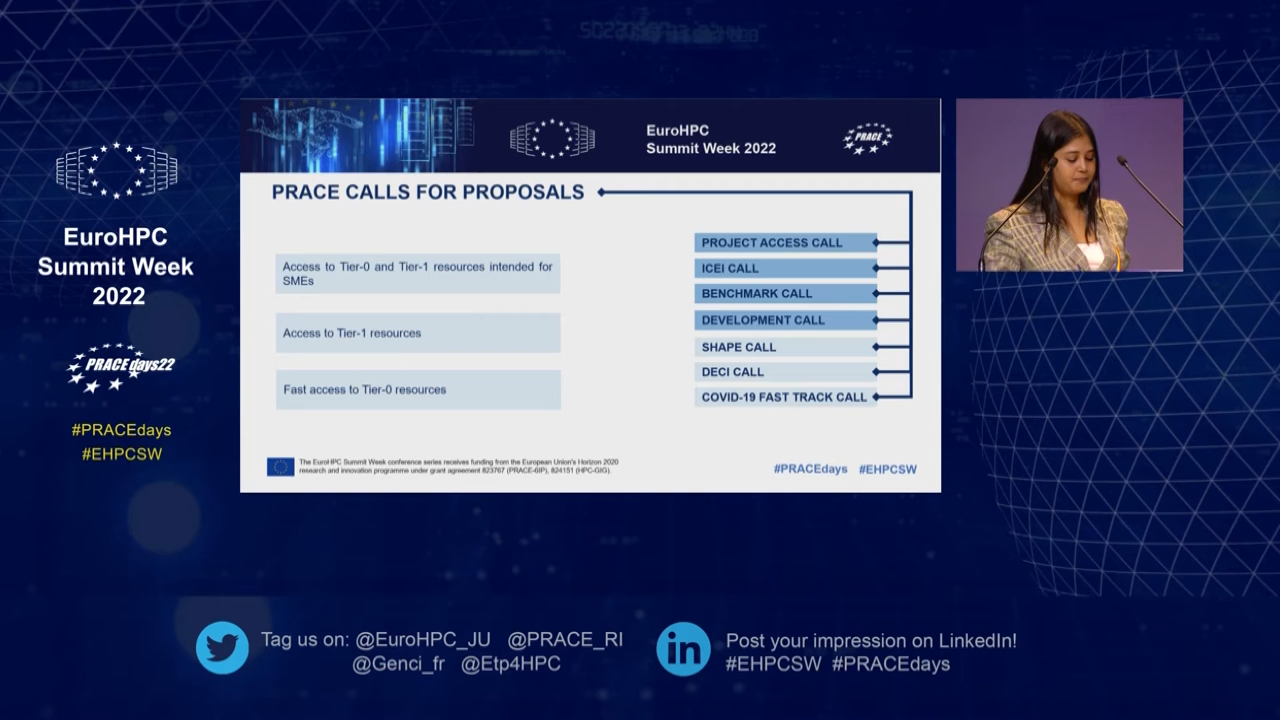 EuroHPC
Summit Week
2022
PRACEdays22
#PRACEdays
#EHPCSW
EuroHPC
Summit Week 2022
PRACE
PRACE CALLS FOR PROPOSALS
Access to Tier-0 and Tier-1 resources intended for
SMEs
Access to Tier-1 resources
Fast access to Tier-0 resources
PROJECT ACCESS CALL
ICEI CALL
BENCHMARK CALL
DEVELOPMENT CALL
SHAPE CALL
DECI CALL
COVID-19 FAST TRACK CALL
The EuroHPC Summit Week conference series receives funding from the European Union's Horizon 2020
research and innovation programme under grant agreement 823767 (PRACE-6IP), 824151 (HPC-GIG).
#PRACEdays #EHPCSW
Tag us on: @EuroHPC_JU @PRACE_RI
@Genci_fr @Etp4HPC
in
Post your impression on LinkedIn!
#EHPCSW #PRACEdays